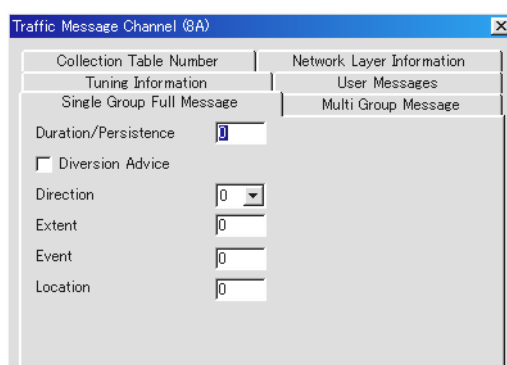 Traffic Message Channel (8A)
Collection Table Number
Network Layer Information
Tuning Information
User Messages
Single Group Full Message
Multi Group Message
Duration/Persistence 0
Diversion Advice
Direction 0
Extent 0
Event 0
Location 0